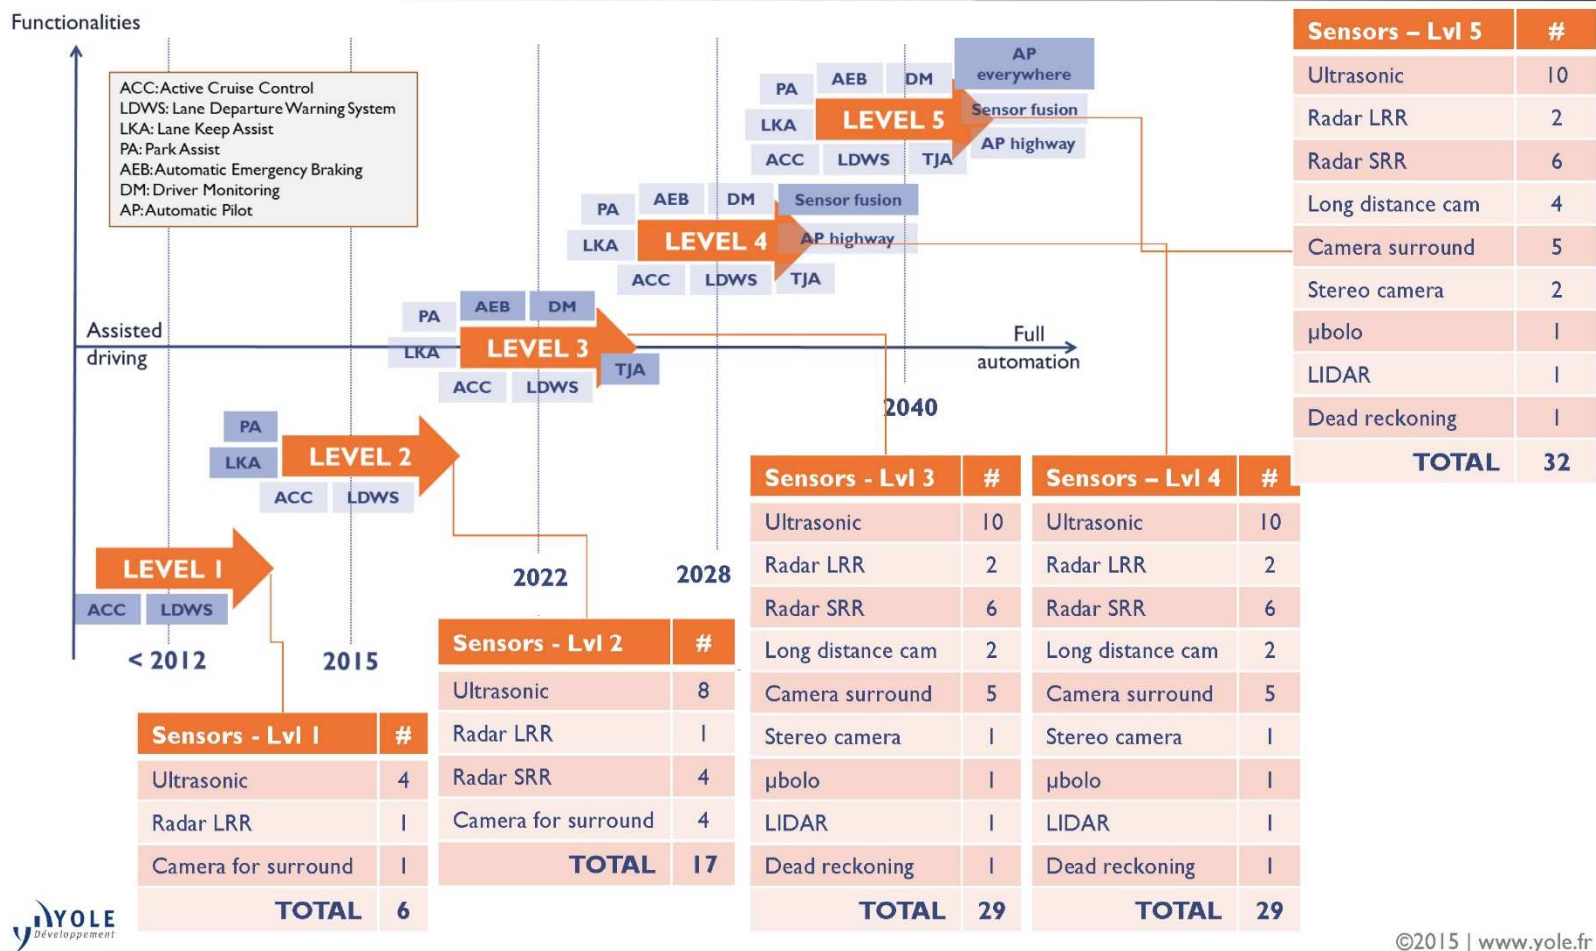 Functionalities
ACC: Active Cruise Control
LDWS: Lane Departure Warning System
LKA: Lane Keep Assist
PA: Park Assist
AEB: Automatic Emergency Braking
DM: Driver Monitoring
AP: Automatic Pilot
AP
everywhere
PA
AEB
DM
Sensor fusion
LKA
LEVEL 5
AP highway
ACC
LDWS
TJA
PA
AEB
DM
Sensor fusion
LKA
LEVEL 4
AP highway
ACC
LDWS
TJA
PA
AEB
DM
LKA
LEVEL 3
TJA
ACC
LDWS
Assisted
driving
Full
automation
PA
LKA
LEVEL 2
ACC
LDWS
LEVEL 1
ACC
LDWS
< 2012
2015
2022
2028
2040
Sensors - Lvl 1 #
Ultrasonic 4
Radar LRR 1
Camera for surround 1
TOTAL 6
Sensors - Lvl 2 #
Ultrasonic 8
Radar LRR 1
Radar SRR 4
Camera for surround 4
TOTAL 17
Sensors - Lvl 3 #
Ultrasonic 10
Radar LRR 2
Radar SRR 6
Long distance cam 2
Camera surround 5
Stereo camera 1
µbolo 1
LIDAR 1
Dead reckoning 1
TOTAL 29
Sensors – Lvl 4 #
Ultrasonic 10
Radar LRR 2
Radar SRR 6
Long distance cam 2
Camera surround 5
Stereo camera 1
µbolo 1
LIDAR 1
Dead reckoning 1
TOTAL 29
Sensors – Lvl 5 #
Ultrasonic 10
Radar LRR 2
Radar SRR 6
Long distance cam 4
Camera surround 5
Stereo camera 2
µbolo 1
LIDAR 1
Dead reckoning 1
TOTAL 32
YOLE
Développement
©2015 | www.yole.fr